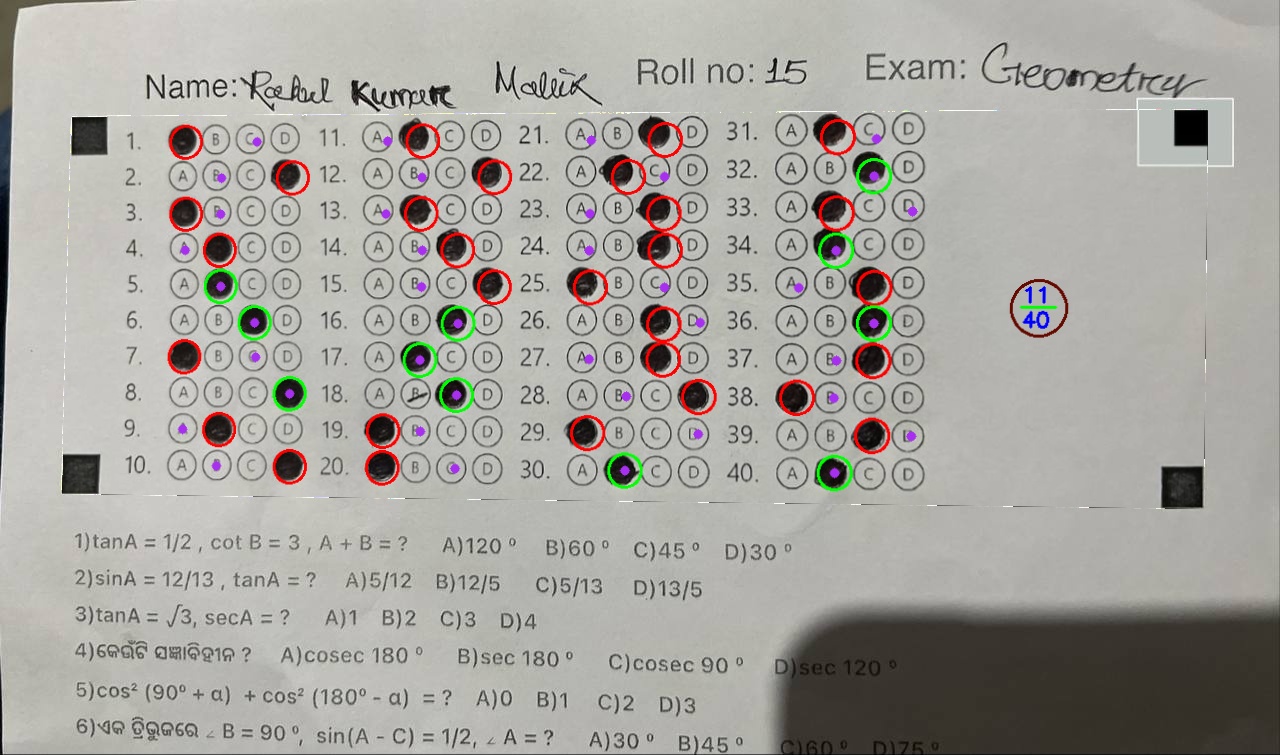 Name: Rahul Kumar Malik Roll no: 15 Exam: Geometry
1. A B C D 11. A B C D 21. A B C D 31. A B C D
2. A B C D 12. A B C D 22. A B C D 32. A B C D
3. A B C D 13. A B C D 23. A B C D 33. A B C D
4. A B C D 14. A B C D 24. A B C D 34. A B C D
5. A B C D 15. A B C D 25. A B C D 35. A B C D
6. A B C D 16. A B C D 26. A B C D 36. A B C D
7. A B C D 17. A B C D 27. A B C D 37. A B C D
8. A B C D 18. A B C D 28. A B C D 38. A B C D
9. A B C D 19. A B C D 29. A B C D 39. A B C D
10. A B C D 20. A B C D 30. A B C D 40. A B C D
11
40
1)tanA = 1/2 , cot B = 3 , A + B = ? A)120 º B)60 º C)45 º D)30 º
2)sinA = 12/13 , tanA = ? A)5/12 B)12/5 C)5/13 D)13/5
3)tanA = √3, secA = ? A)1 B)2 C)3 D)4
4)କେଉଁଟି ସଂଜ୍ଞାବିହୀନ ? A)cosec 180 º B)sec 180 º C)cosec 90 º D)sec 120 º
5)cos² (90º + α) + cos² (180º - α) = ? A)0 B)1 C)2 D)3
6)ଏକ ତ୍ରିଭୁଜରେ ∠ B = 90 º, sin(A - C) = 1/2, ∠ A = ? A)30 º B)45 º C)60 º D)75 º